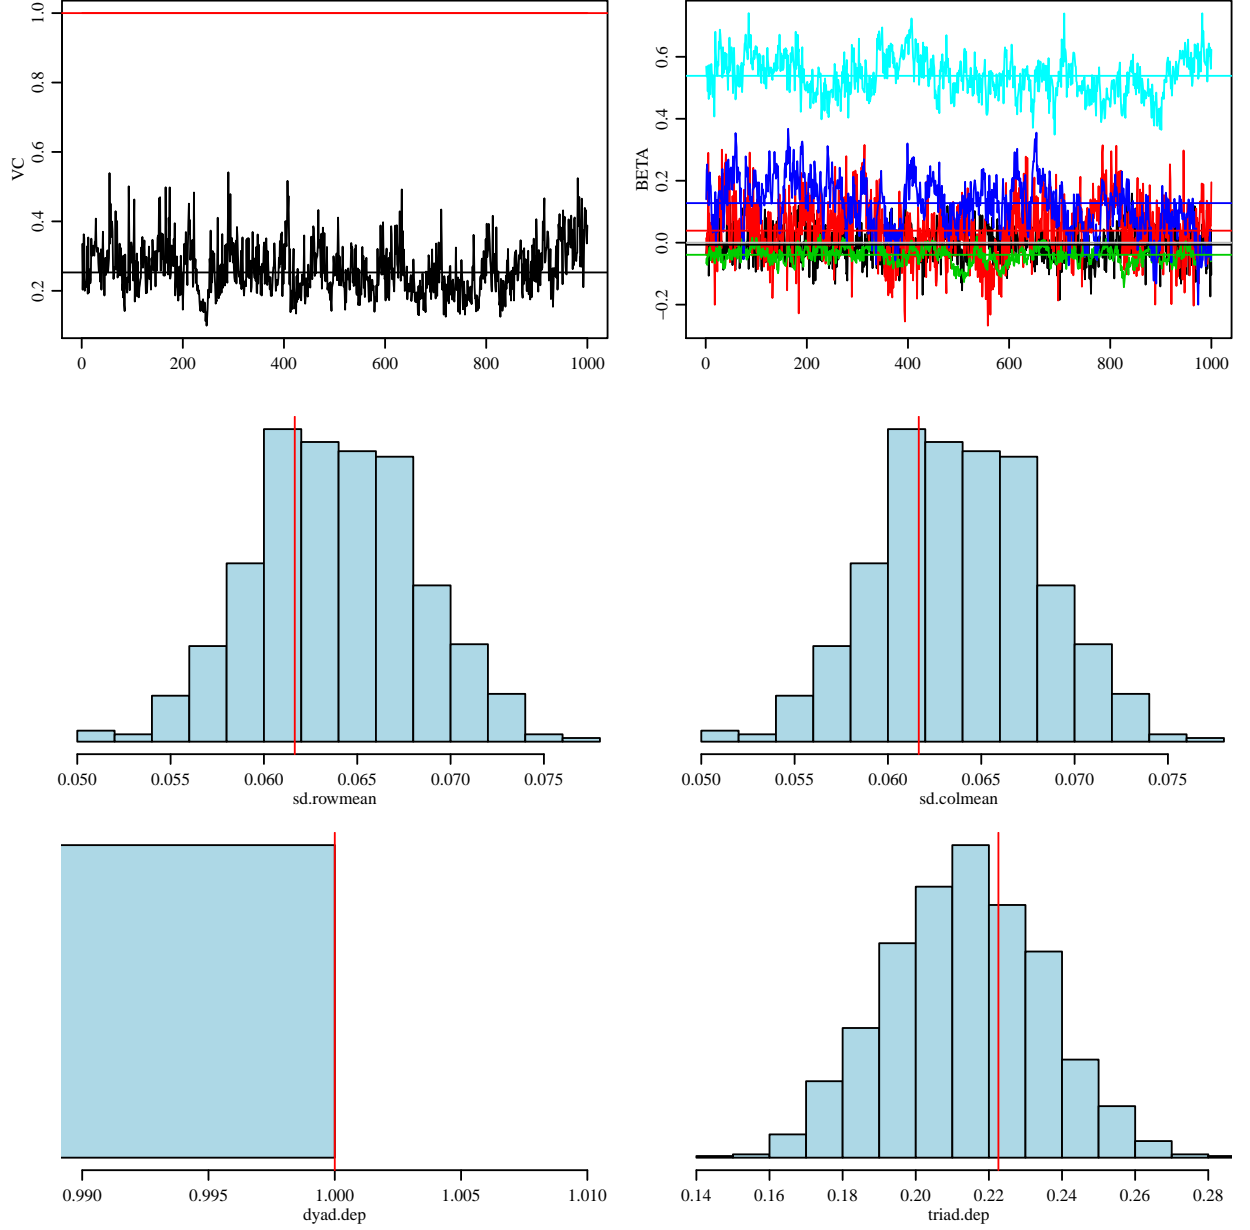 VC
0.2 0.4 0.6 0.8 1.0
0 200 400 600 800 1000
BETA
−0.2 0.0 0.2 0.4 0.6
0 200 400 600 800 1000
0.050 0.055 0.060 0.065 0.070 0.075
sd.rowmean
0.050 0.055 0.060 0.065 0.070 0.075
sd.colmean
0.990 0.995 1.000 1.005 1.010
dyad.dep
0.14 0.16 0.18 0.20 0.22 0.24 0.26 0.28
triad.dep